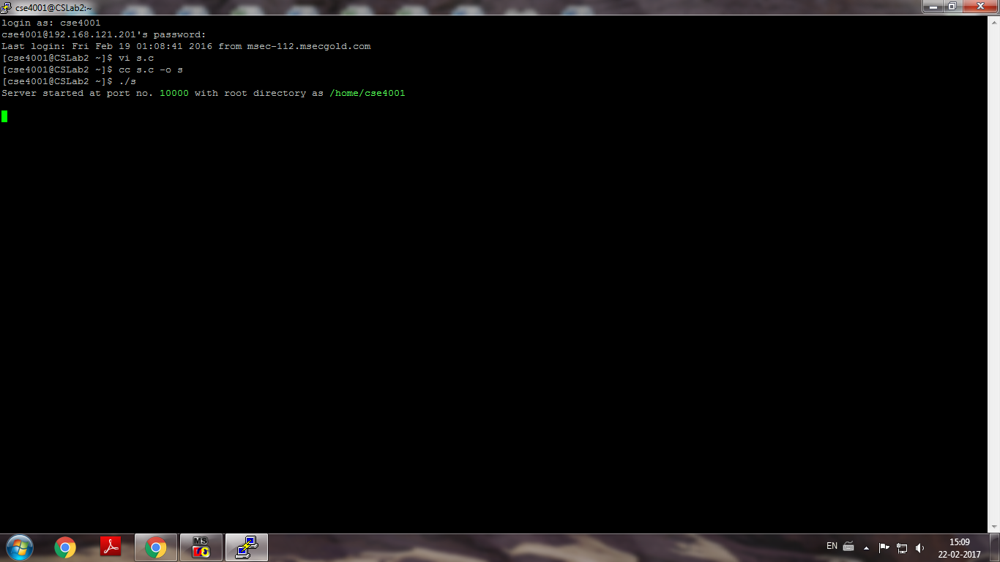 cse4001@CSLab2:~
login as: cse4001
cse4001@192.168.121.201's password:
Last login: Fri Feb 19 01:08:41 2016 from msec-112.msecgold.com
[cse4001@CSLab2 ~]$ vi s.c
[cse4001@CSLab2 ~]$ cc s.c -o s
[cse4001@CSLab2 ~]$ ./s
Server started at port no. 10000 with root directory as /home/cse4001
MS
EN
15:09
22-02-2017